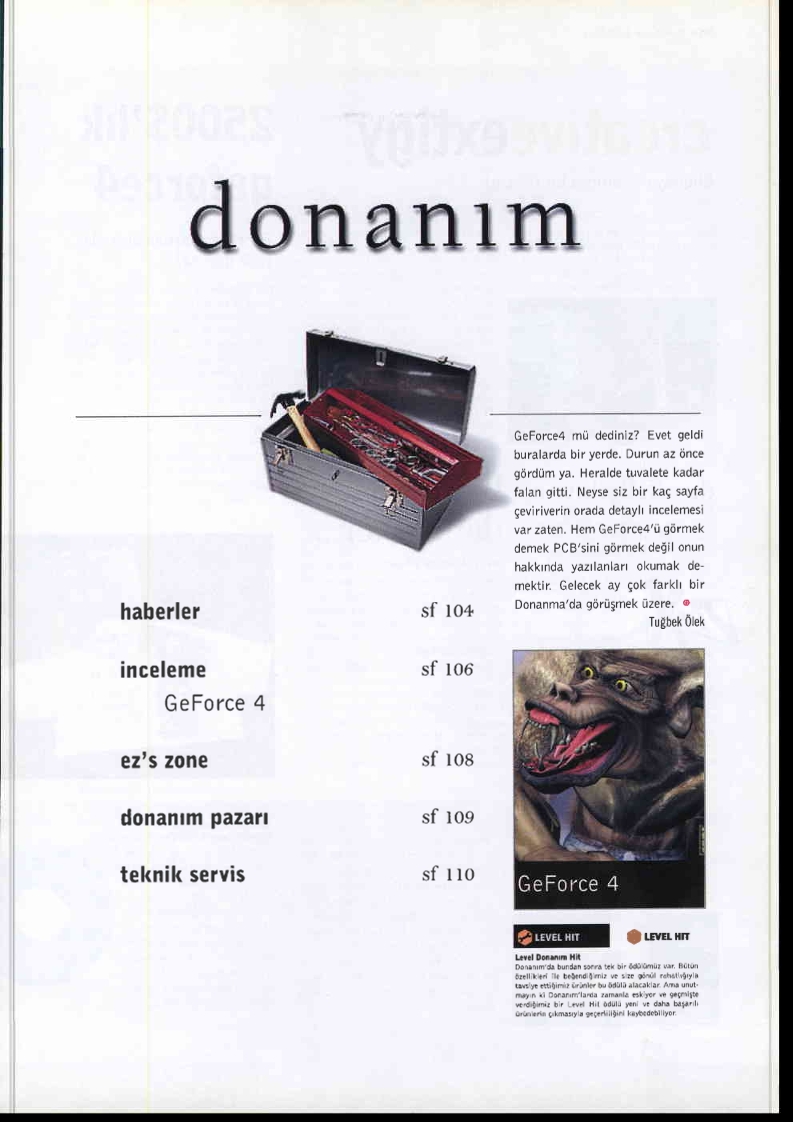 donanım
GeForce4 mü dediniz? Evet geldi
buralarda bir yerde. Durun az önce
gördüm ya. Heralde tuvalete kadar
falan gitti. Neyse siz bir kaç sayfa
çeviriverin orada detaylı incelemesi
var zaten. Hem GeForce4'ü görmek
demek PCB'sini görmek değil onun
hakkında yazılanları okumak de-
mektir. Gelecek ay çok farklı bir
Donanma'da görüşmek üzere.
Tuğbek Ölek
haberler sf 104
inceleme sf 106
GeForce 4
ez's zone sf 108
donanım pazarı sf 109
teknik servis sf 110
GeForce 4
LEVEL HIT LEVEL HIT
Level Donanım Hit
Donanım'da bundan sonra tek bir ödülümüz var. Bütün
özellikleri ile beğendiğimiz ve size gönül rahatlığıyla
tavsiye ettiğimiz ürünler bu ödülü alacaklar. Ama unut-
mayın ki Donanım'larda zamanla eskiyor ve geçmişte
verdiğimiz bir Level Hit ödülü yeni ve daha başarılı
ürünlerin çıkmasıyla geçerliliğini kaybedebiliyor.